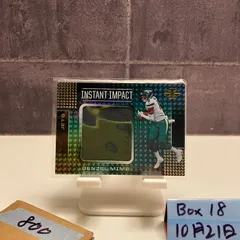 INSTANT IMPACT
DENZEL MIMS
800
Box 18
10月21日